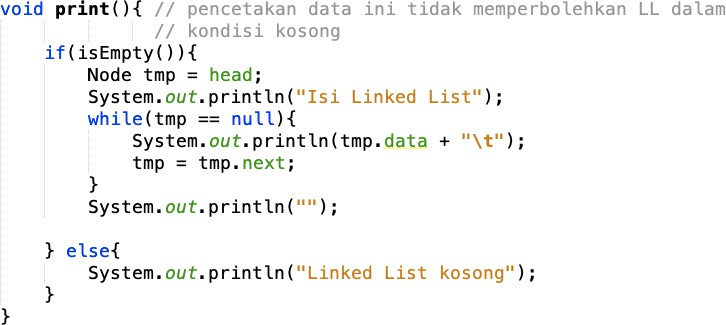 void print(){ // pencetakan data ini tidak memperbolehkan LL dalam
// kondisi kosong
if(isEmpty()){
Node tmp = head;
System.out.println("Isi Linked List");
while(tmp == null){
System.out.println(tmp.data + "\t");
tmp = tmp.next;
}
System.out.println("");
} else{
System.out.println("Linked List kosong");
}
}